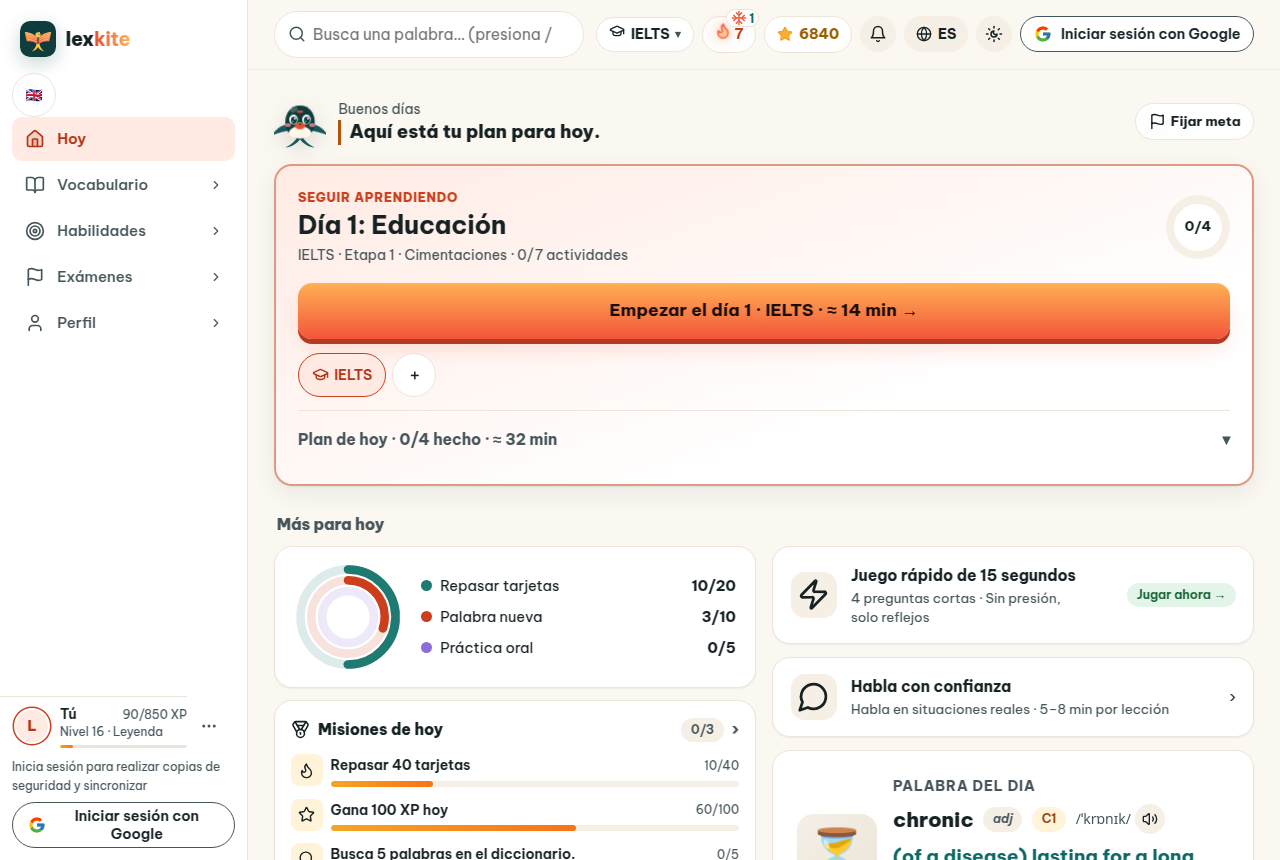 lexkite
Busca una palabra... (presiona /
IELTS ▾
1
7
6840
ES
Iniciar sesión con Google
Hoy
Vocabulario
Habilidades
Exámenes
Perfil
Buenos días
Aquí está tu plan para hoy.
Fijar meta
SEGUIR APRENDIENDO
Día 1: Educación
IELTS · Etapa 1 · Cimentaciones · 0/7 actividades
0/4
Empezar el día 1 · IELTS · ≈ 14 min →
IELTS
+
Plan de hoy · 0/4 hecho · ≈ 32 min ▾
Más para hoy
Repasar tarjetas 10/20
Palabra nueva 3/10
Práctica oral 0/5
Misiones de hoy 0/3
Repasar 40 tarjetas 10/40
Gana 100 XP hoy 60/100
Busca 5 palabras en el diccionario. 0/5
Juego rápido de 15 segundos
4 preguntas cortas · Sin presión,
solo reflejos
Jugar ahora →
Habla con confianza
Habla en situaciones reales · 5–8 min por lección
PALABRA DEL DIA
chronic adj C1 /ˈkrɒnɪk/
(of a disease) lasting for a long
L
Tú 90/850 XP
Nivel 16 · Leyenda
Inicia sesión para realizar copias de
seguridad y sincronizar
Iniciar sesión con
Google